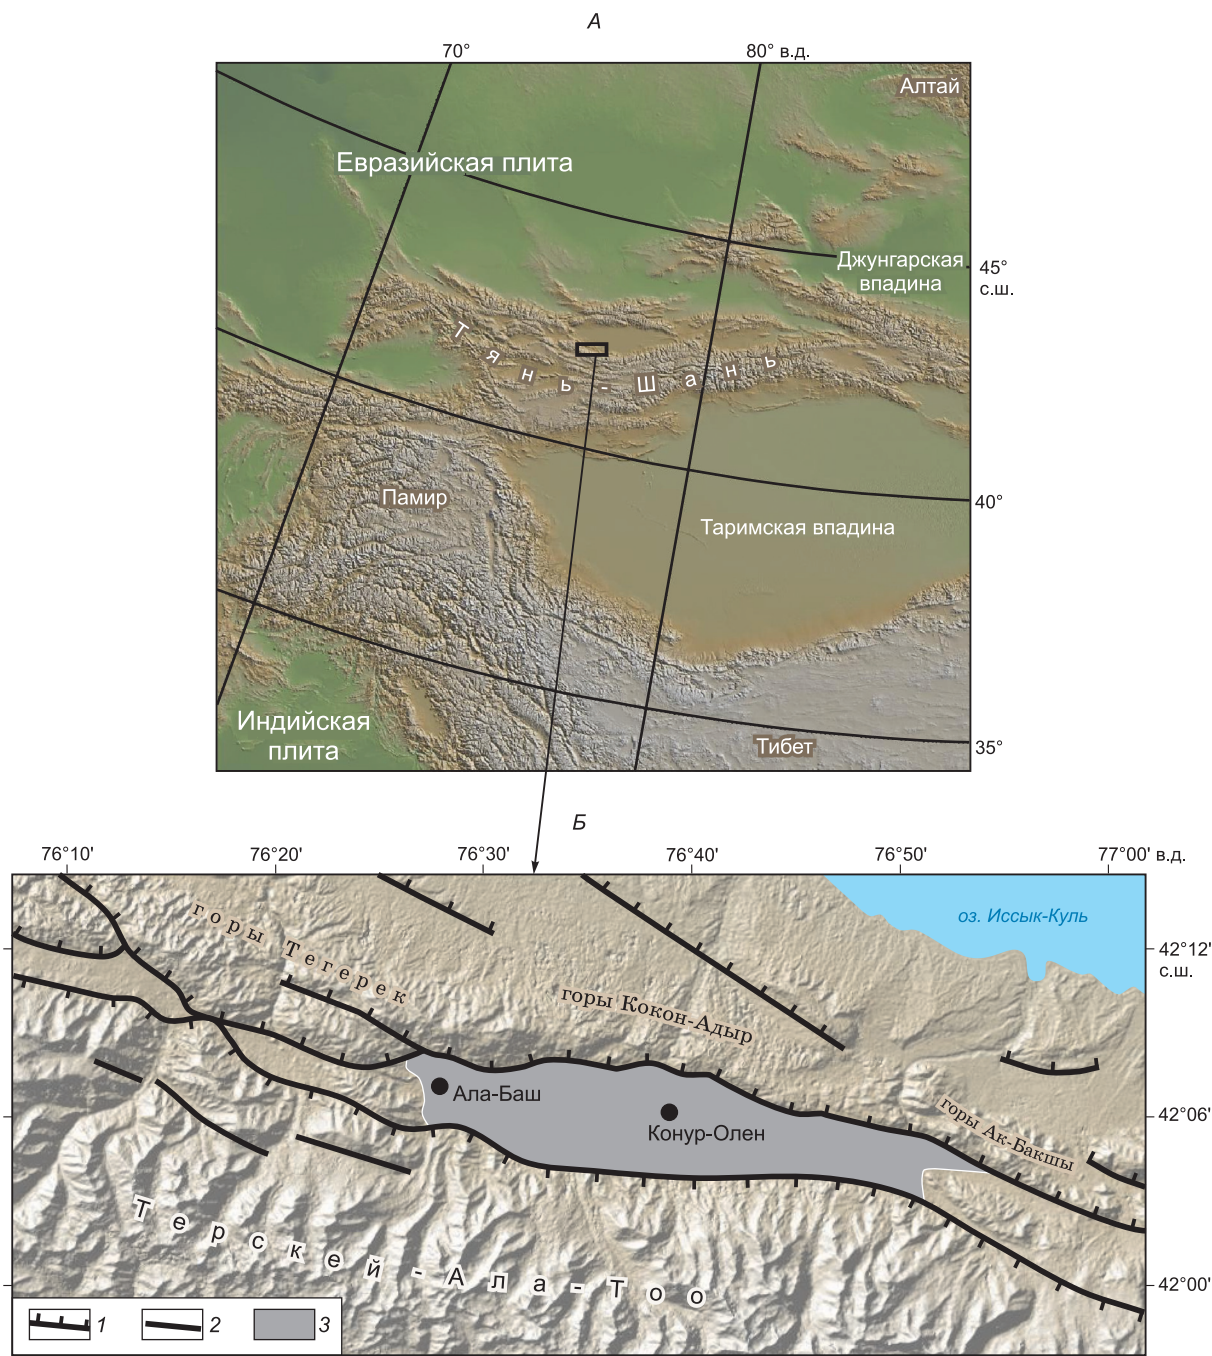 А
70°
80° в.д.
Алтай
Евразийская плита
Джунгарская
впадина
45°
с.ш.
Тянь-Шань
Памир
40°
Таримская впадина
Индийская
плита
Тибет
35°
Б
76°10'
76°20'
76°30'
76°40'
76°50'
77°00' в.д.
оз. Иссык-Куль
горы Тегерек
42°12'
с.ш.
горы Кокон-Адыр
Ала-Баш
Конур-Олен
42°06'
горы Ак-Бакшы
Терскей-Ала-Тоо
42°00'
1
2
3